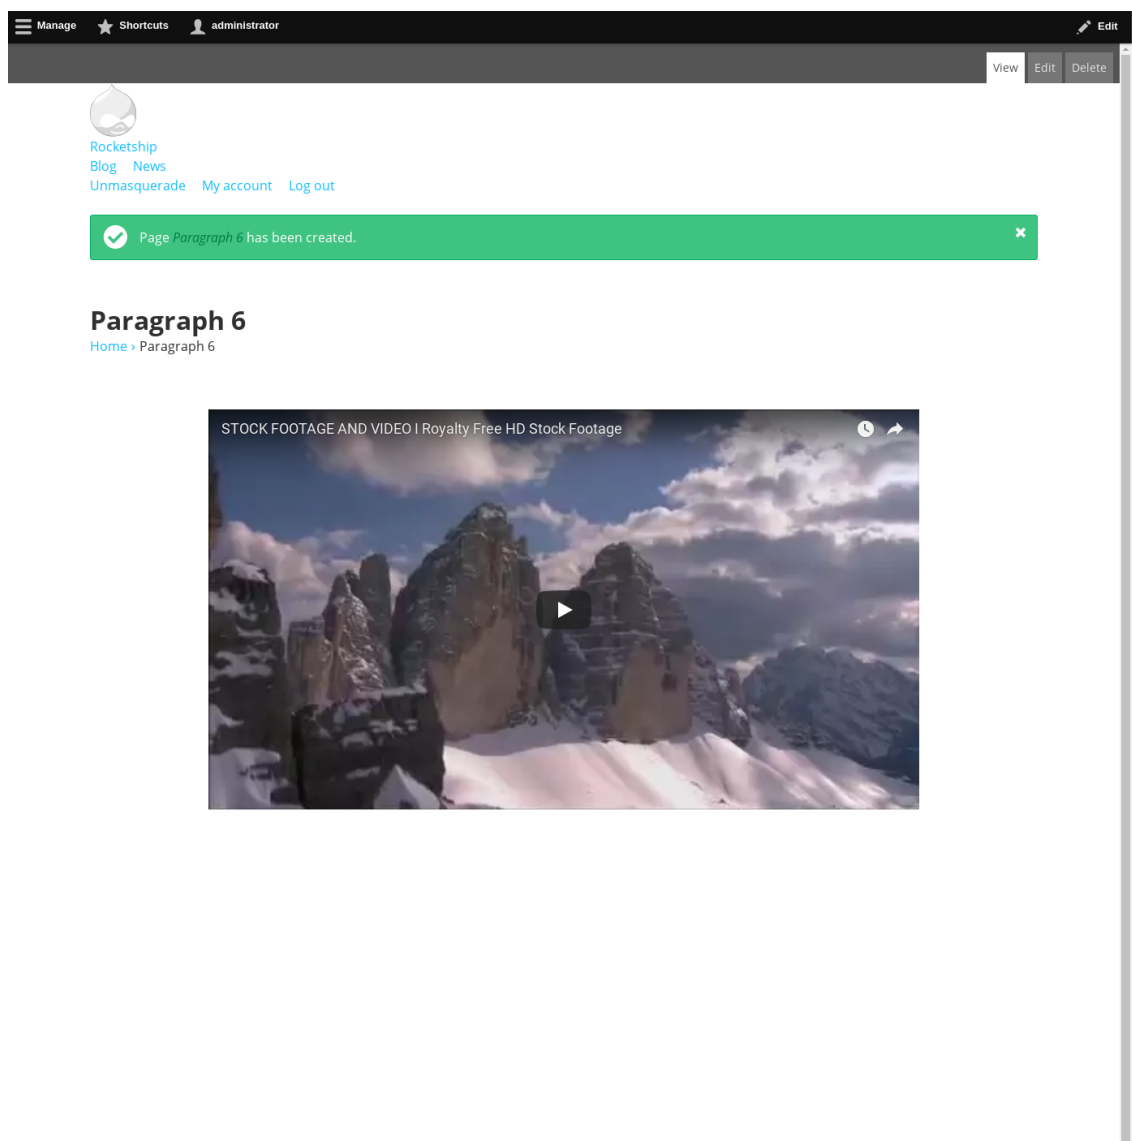 Manage Shortcuts administrator Edit
View Edit Delete
Rocketship
Blog News
Unmasquerade My account Log out
Page Paragraph 6 has been created.
Paragraph 6
Home › Paragraph 6
STOCK FOOTAGE AND VIDEO I Royalty Free HD Stock Footage